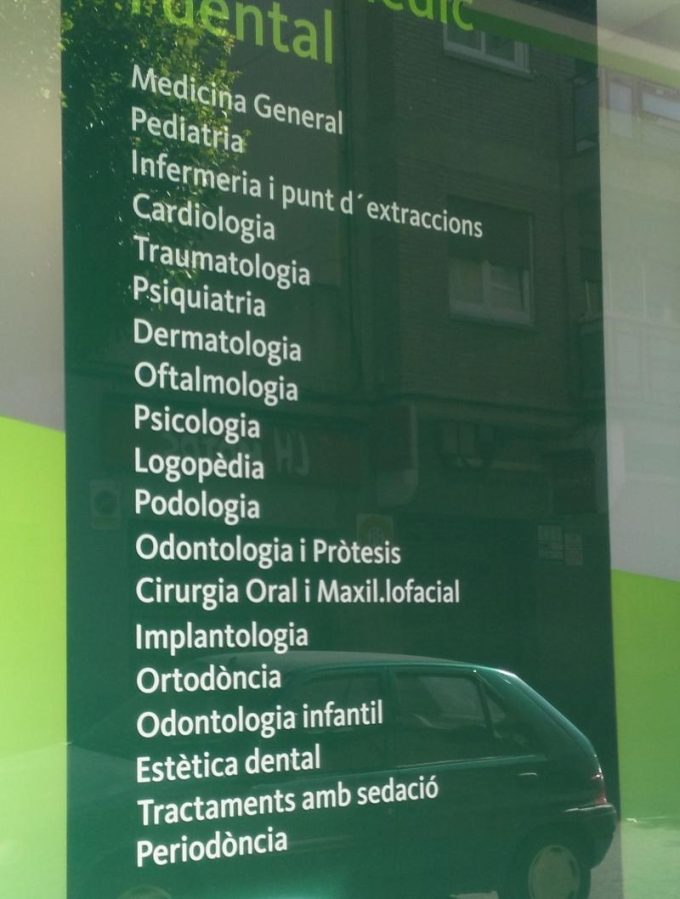 i dental
Medicina General
Pediatria
Infermeria i punt d´extraccions
Cardiologia
Traumatologia
Psiquiatria
Dermatologia
Oftalmologia
Psicologia
Logopèdia
Podologia
Odontologia i Pròtesis
Cirurgia Oral i Maxil.lofacial
Implantologia
Ortodòncia
Odontologia infantil
Estètica dental
Tractaments amb sedació
Periodòncia